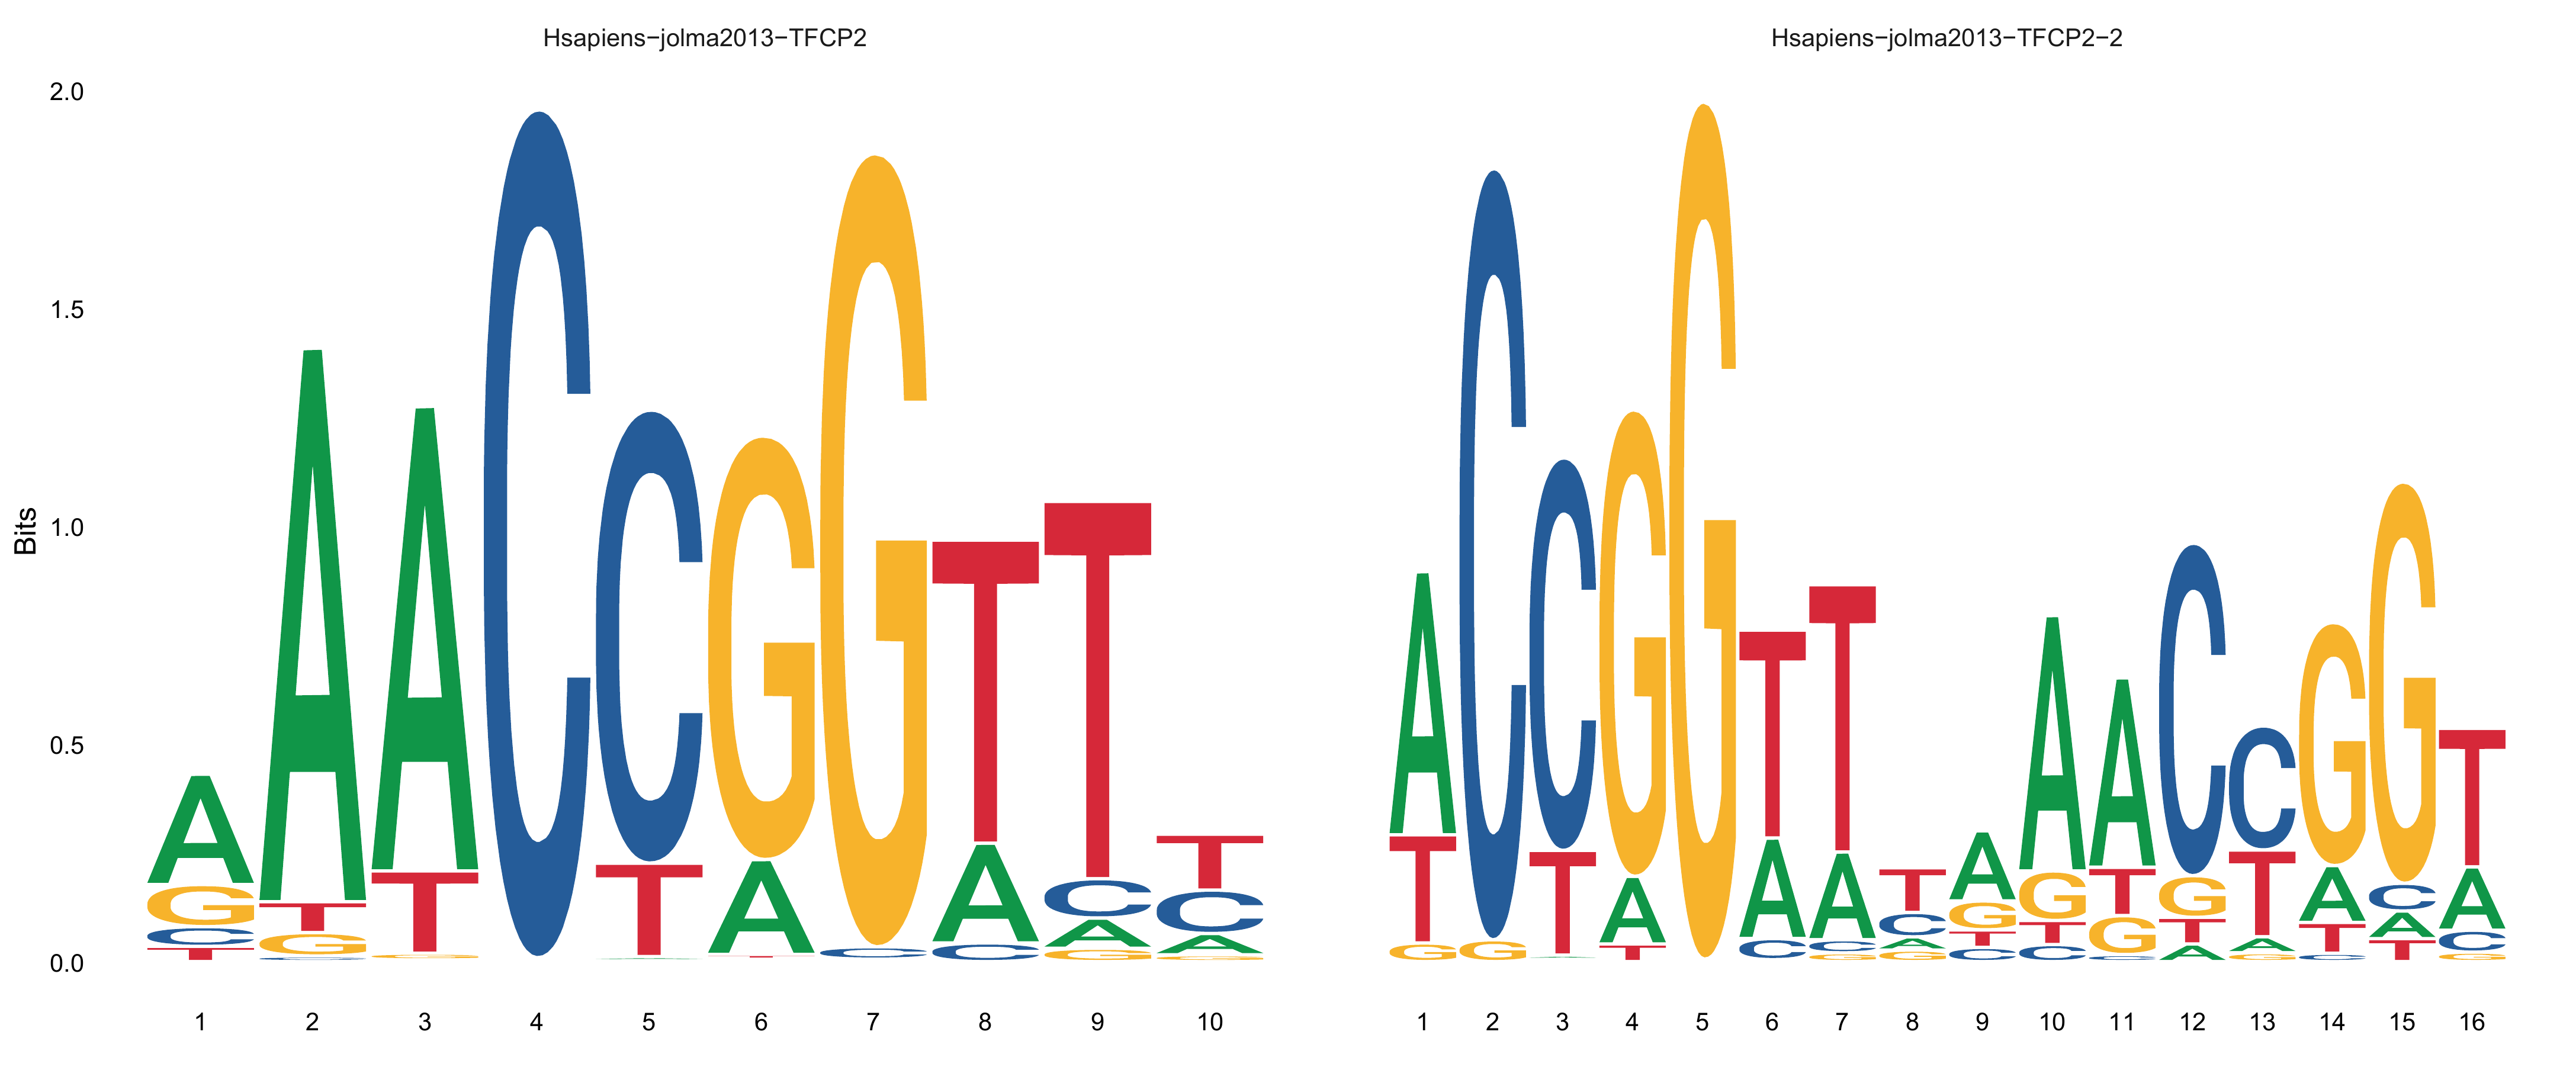 Hsapiens−jolma2013−TFCP2 Hsapiens−jolma2013−TFCP2−2
2.0
1.5
1.0
0.5
0.0
Bits
A A A C C G G T T T
G T T T A C A C C
C G G T C A A
T C G G
1 2 3 4 5 6 7 8 9 10
A C C G G T T T A A A C C G G T
T G T A A A C G G T G T A C A
G T C C A T T G T A T A C
G G C C C A G C T G
1 2 3 4 5 6 7 8 9 10 11 12 13 14 15 16